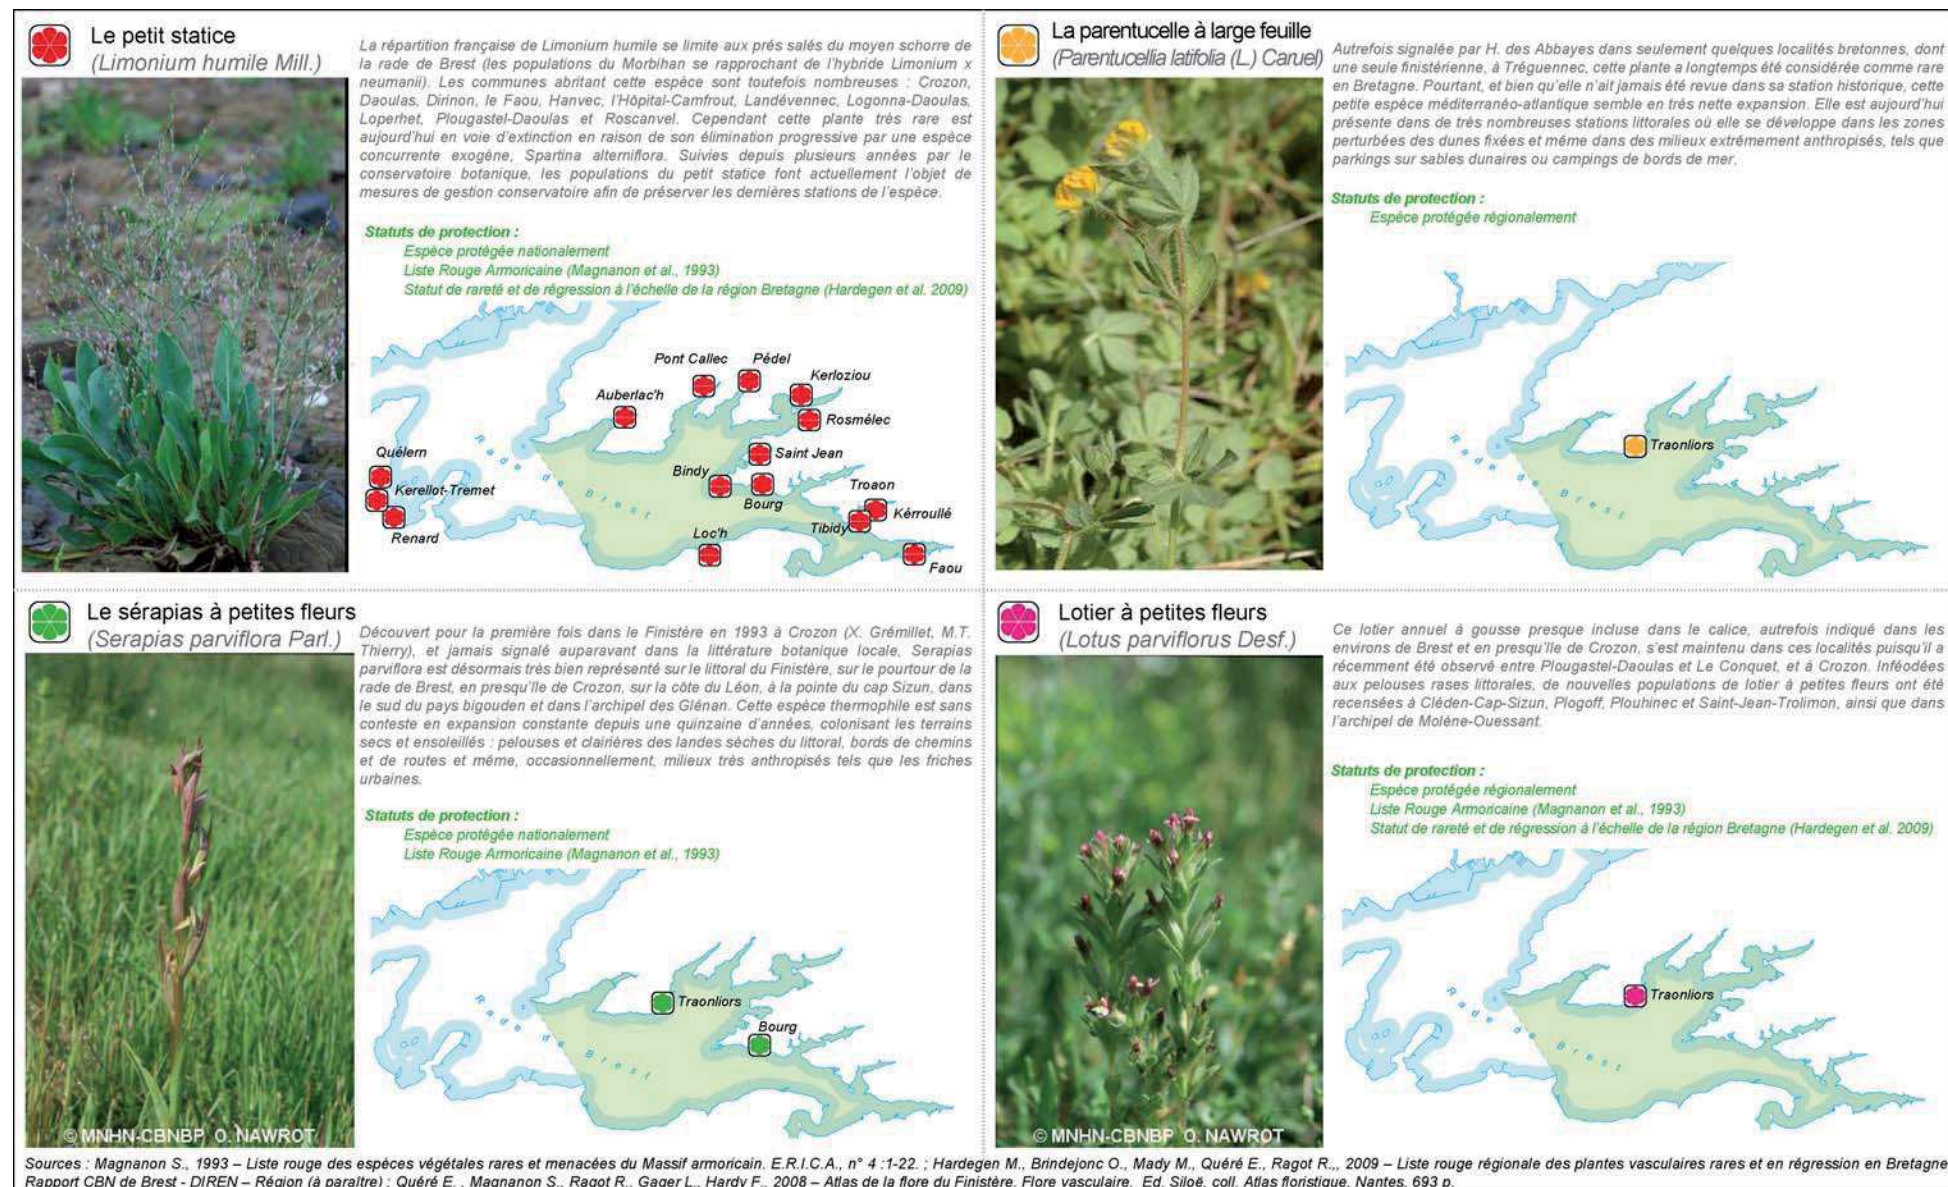 Le petit statice
(Limonium humile Mill.)
La répartition française de Limonium humile se limite aux prés salés du moyen schorre de
la rade de Brest (les populations du Morbihan se rapprochant de l'hybride Limonium x
neumanii). Les communes abritant cette espèce sont toutefois nombreuses : Crozon,
Daoulas, Dirinon, le Faou, Hanvec, l'Hôpital-Camfrout, Landévennec, Logonna-Daoulas,
Loperhet, Plougastel-Daoulas et Roscanvel. Cependant cette plante très rare est
aujourd'hui en voie d'extinction en raison de son élimination progressive par une espèce
concurrente exogène, Spartina alterniflora. Suivies depuis plusieurs années par le
conservatoire botanique, les populations du petit statice font actuellement l'objet de
mesures de gestion conservatoire afin de préserver les dernières stations de l'espèce.
Statuts de protection :
Espèce protégée nationalement
Liste Rouge Armoricaine (Magnanon et al., 1993)
Statut de rareté et de régression à l'échelle de la région Bretagne (Hardegen et al. 2009)
Pont Callec
Pédel
Kerloziou
Auberlac'h
Rosmélec
Quélern
Saint Jean
Bindy
Kerellot-Tremet
Troaon
Bourg
Kérroullé
Renard
Loc'h
Tibidy
Faou
Rade de Brest
La parentucelle à large feuille
(Parentucellia latifolia (L.) Caruel)
Autrefois signalée par H. des Abbayes dans seulement quelques localités bretonnes, dont
une seule finistérienne, à Tréguennec, cette plante a longtemps été considérée comme rare
en Bretagne. Pourtant, et bien qu'elle n'ait jamais été revue dans sa station historique, cette
petite espèce méditerranéo-atlantique semble en très nette expansion. Elle est aujourd'hui
présente dans de très nombreuses stations littorales où elle se développe dans les zones
perturbées des dunes fixées et même dans des milieux extrêmement anthropisés, tels que
parkings sur sables dunaires ou campings de bords de mer.
Statuts de protection :
Espèce protégée régionalement
Traonliors
Rade de Brest
Le sérapias à petites fleurs
(Serapias parviflora Parl.)
Découvert pour la première fois dans le Finistère en 1993 à Crozon (X. Grémillet, M.T.
Thierry), et jamais signalé auparavant dans la littérature botanique locale, Serapias
parviflora est désormais très bien représenté sur le littoral du Finistère, sur le pourtour de la
rade de Brest, en presqu'île de Crozon, sur la côte du Léon, à la pointe du cap Sizun, dans
le sud du pays bigouden et dans l'archipel des Glénan. Cette espèce thermophile est sans
conteste en expansion constante depuis une quinzaine d'années, colonisant les terrains
secs et ensoleillés : pelouses et clairières des landes sèches du littoral, bords de chemins
et de routes et même, occasionnellement, milieux très anthropisés tels que les friches
urbaines.
Statuts de protection :
Espèce protégée nationalement
Liste Rouge Armoricaine (Magnanon et al., 1993)
Traonliors
Bourg
Rade de Brest
© MNHN-CBNBP O. NAWROT
Lotier à petites fleurs
(Lotus parviflorus Desf.)
Ce lotier annuel à gousse presque incluse dans le calice, autrefois indiqué dans les
environs de Brest et en presqu'île de Crozon, s'est maintenu dans ces localités puisqu'il a
récemment été observé entre Plougastel-Daoulas et Le Conquet, et à Crozon. Inféodées
aux pelouses rases littorales, de nouvelles populations de lotier à petites fleurs ont été
recensées à Cléden-Cap-Sizun, Plogoff, Plouhinec et Saint-Jean-Trolimon, ainsi que dans
l'archipel de Molène-Ouessant.
Statuts de protection :
Espèce protégée régionalement
Liste Rouge Armoricaine (Magnanon et al., 1993)
Statut de rareté et de régression à l'échelle de la région Bretagne (Hardegen et al. 2009)
Traonliors
Rade de Brest
© MNHN-CBNBP O. NAWROT
Sources : Magnanon S., 1993 – Liste rouge des espèces végétales rares et menacées du Massif armoricain. E.R.I.C.A., n° 4 :1-22. ; Hardegen M., Brindejonc O., Mady M., Quéré E., Ragot R.,, 2009 – Liste rouge régionale des plantes vasculaires rares et en régression en Bretagne
Rapport CBN de Brest - DIREN – Région (à paraître) ; Quéré E. , Magnanon S., Ragot R., Gager L., Hardy F., 2008 – Atlas de la flore du Finistère. Flore vasculaire. Ed. Siloë, coll. Atlas floristique, Nantes, 693 p.